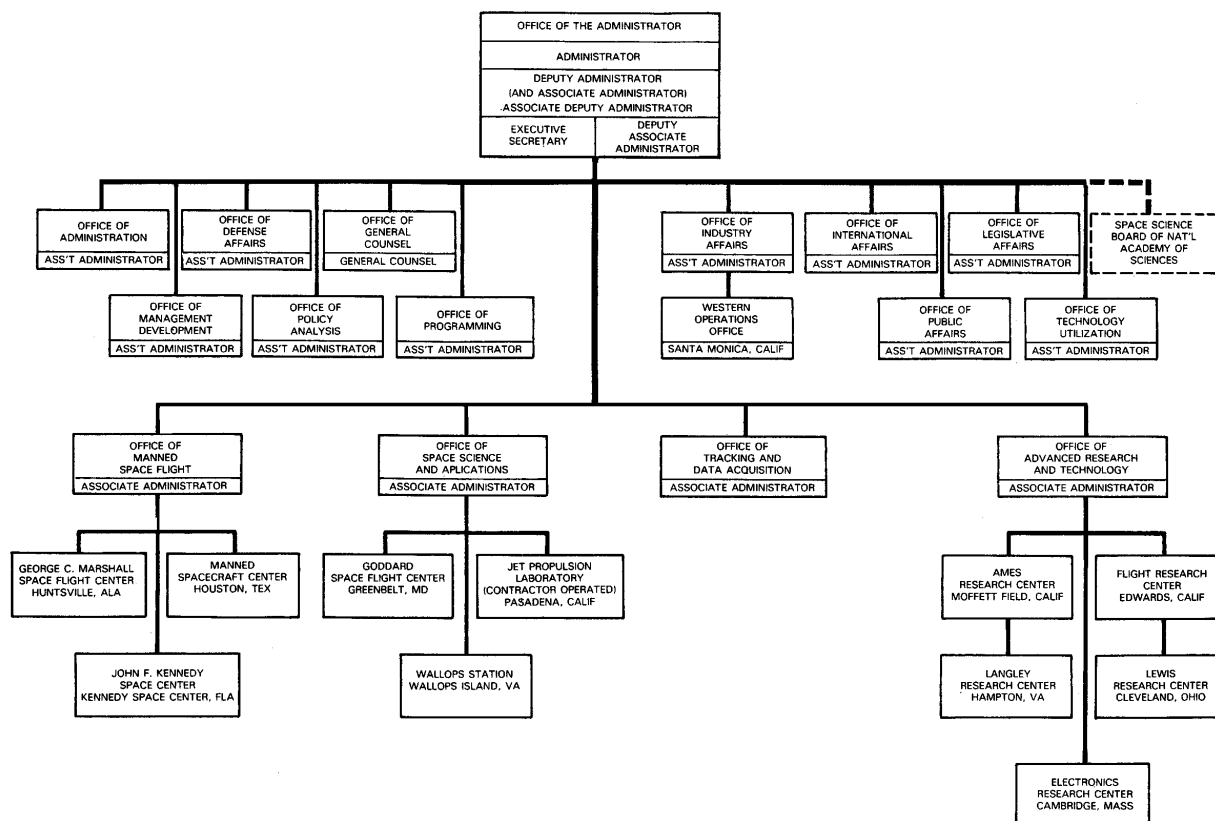 OFFICE OF THE ADMINISTRATOR
ADMINISTRATOR
DEPUTY ADMINISTRATOR
(AND ASSOCIATE ADMINISTRATOR)
ASSOCIATE DEPUTY ADMINISTRATOR
EXECUTIVE
SECRETARY
DEPUTY
ASSOCIATE
ADMINISTRATOR
OFFICE OF
ADMINISTRATION
ASS'T ADMINISTRATOR
OFFICE OF
DEFENSE
AFFAIRS
ASS'T ADMINISTRATOR
OFFICE OF
GENERAL
COUNSEL
GENERAL COUNSEL
OFFICE OF
INDUSTRY
AFFAIRS
ASS'T ADMINISTRATOR
OFFICE OF
INTERNATIONAL
AFFAIRS
ASS'T ADMINISTRATOR
OFFICE OF
LEGISLATIVE
AFFAIRS
ASS'T ADMINISTRATOR
SPACE SCIENCE
BOARD OF NAT'L
ACADEMY OF
SCIENCES
OFFICE OF
MANAGEMENT
DEVELOPMENT
ASS'T ADMINISTRATOR
OFFICE OF
POLICY
ANALYSIS
ASS'T ADMINISTRATOR
OFFICE OF
PROGRAMMING
ASS'T ADMINISTRATOR
WESTERN
OPERATIONS
OFFICE
SANTA MONICA, CALIF
OFFICE OF
PUBLIC
AFFAIRS
ASS'T ADMINISTRATOR
OFFICE OF
TECHNOLOGY
UTILIZATION
ASS'T ADMINISTRATOR
OFFICE OF
MANNED
SPACE FLIGHT
ASSOCIATE ADMINISTRATOR
OFFICE OF
SPACE SCIENCE
AND APLICATIONS
ASSOCIATE ADMINISTRATOR
OFFICE OF
TRACKING AND
DATA ACQUISITION
ASSOCIATE ADMINISTRATOR
OFFICE OF
ADVANCED RESEARCH
AND TECHNOLOGY
ASSOCIATE ADMINISTRATOR
GEORGE C. MARSHALL
SPACE FLIGHT CENTER
HUNTSVILLE, ALA
MANNED
SPACECRAFT CENTER
HOUSTON, TEX
GODDARD
SPACE FLIGHT CENTER
GREENBELT, MD
JET PROPULSION
LABORATORY
(CONTRACTOR OPERATED)
PASADENA, CALIF
AMES
RESEARCH CENTER
MOFFETT FIELD, CALIF
FLIGHT RESEARCH
CENTER
EDWARDS, CALIF
JOHN F. KENNEDY
SPACE CENTER
KENNEDY SPACE CENTER, FLA
WALLOPS STATION
WALLOPS ISLAND, VA
LANGLEY
RESEARCH CENTER
HAMPTON, VA
LEWIS
RESEARCH CENTER
CLEVELAND, OHIO
ELECTRONICS
RESEARCH CENTER
CAMBRIDGE, MASS